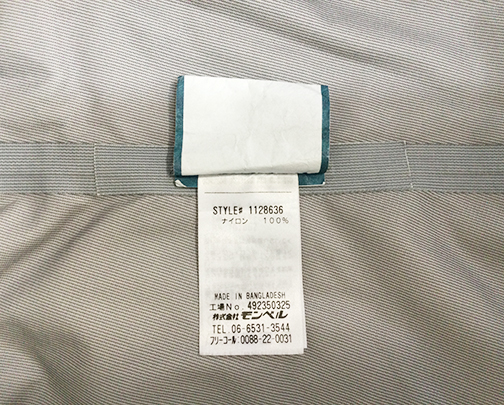 STYLE# 1128636
ナイロン 100%
MADE IN BANGLADESH
工場No. 492350325
株式会社 モンベル
TEL. 06-6531-3544
フリーコール:0088-22-0031